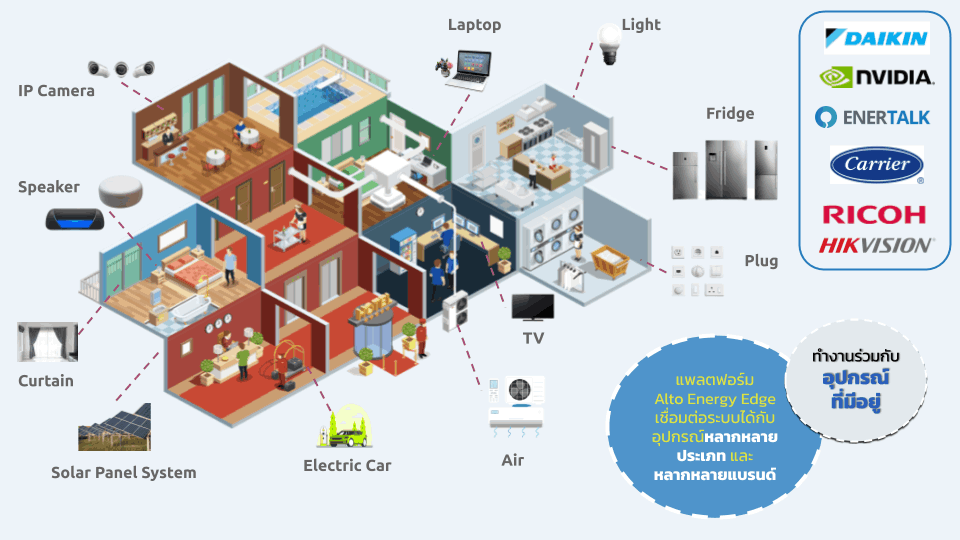 Laptop
Light
IP Camera
Speaker
Curtain
Solar Panel System
Electric Car
Air
TV
Plug
Fridge
DAIKIN
NVIDIA.
ENERTALK
Carrier
®
RICOH
HIKVISION®
แพลตฟอร์ม
Alto Energy Edge
เชื่อมต่อระบบได้กับ
อุปกรณ์หลากหลาย
ประเภท และ
หลากหลายแบรนด์
ทำงานร่วมกับ
อุปกรณ์
ที่มีอยู่